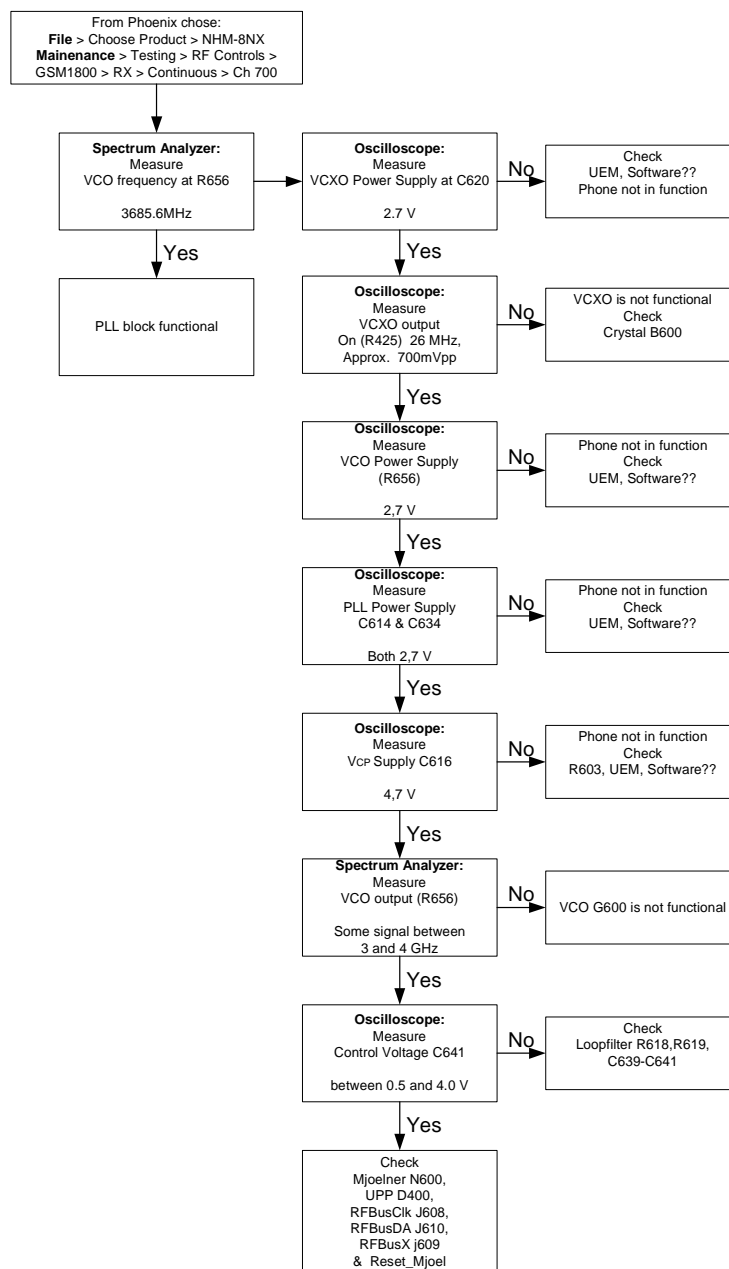 From Phoenix chose:
File > Choose Product > NHM-8NX
Mainenance > Testing > RF Controls >
GSM1800 > RX > Continuous > Ch 700
Spectrum Analyzer:
Measure
VCO frequency at R656
3685.6MHz
Yes
PLL block functional
Oscilloscope:
Measure
VCXO Power Supply at C620
2.7 V
No
Check
UEM, Software??
Phone not in function
Yes
Oscilloscope:
Measure
VCXO output
On (R425) 26 MHz,
Approx. 700mVpp
No
VCXO is not functional
Check
Crystal B600
Yes
Oscilloscope:
Measure
VCO Power Supply
(R656)
2,7 V
No
Phone not in function
Check
UEM, Software??
Yes
Oscilloscope:
Measure
PLL Power Supply
C614 & C634
Both 2,7 V
No
Phone not in function
Check
UEM, Software??
Yes
Oscilloscope:
Measure
VCP Supply C616
4,7 V
No
Phone not in function
Check
R603, UEM, Software??
Yes
Spectrum Analyzer:
Measure
VCO output (R656)
Some signal between
3 and 4 GHz
No
VCO G600 is not functional
Yes
Oscilloscope:
Measure
Control Voltage C641
between 0.5 and 4.0 V
No
Check
Loopfilter R618,R619,
C639-C641
Yes
Check
Mjoelner N600,
UPP D400,
RFBusClk J608,
RFBusDA J610,
RFBusX j609
& Reset_Mjoel